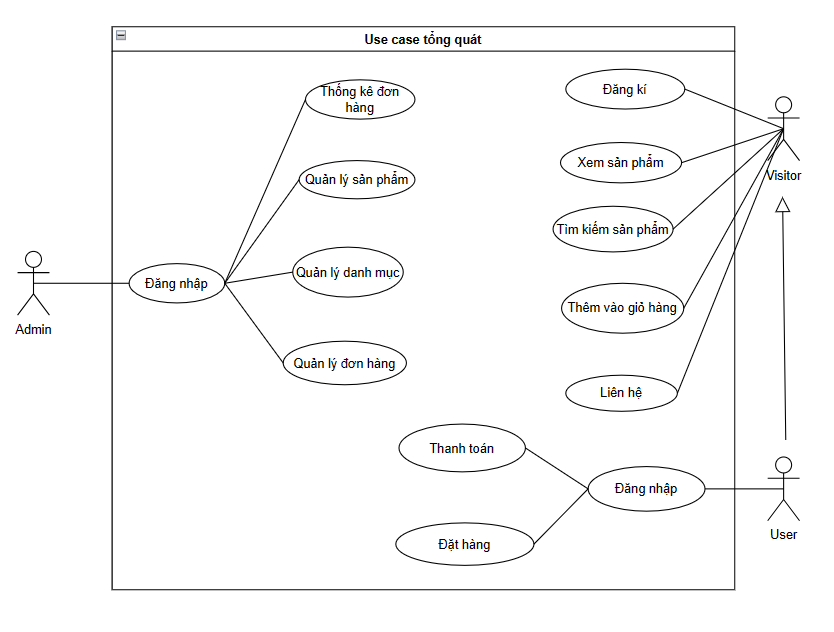 Use case tổng quát
Thống kê đơn
hàng
Quản lý sản phẩm
Quản lý danh mục
Quản lý đơn hàng
Đăng nhập
Admin
Đăng kí
Xem sản phẩm
Tìm kiếm sản phẩm
Thêm vào giỏ hàng
Liên hệ
Visitor
Thanh toán
Đặt hàng
Đăng nhập
User